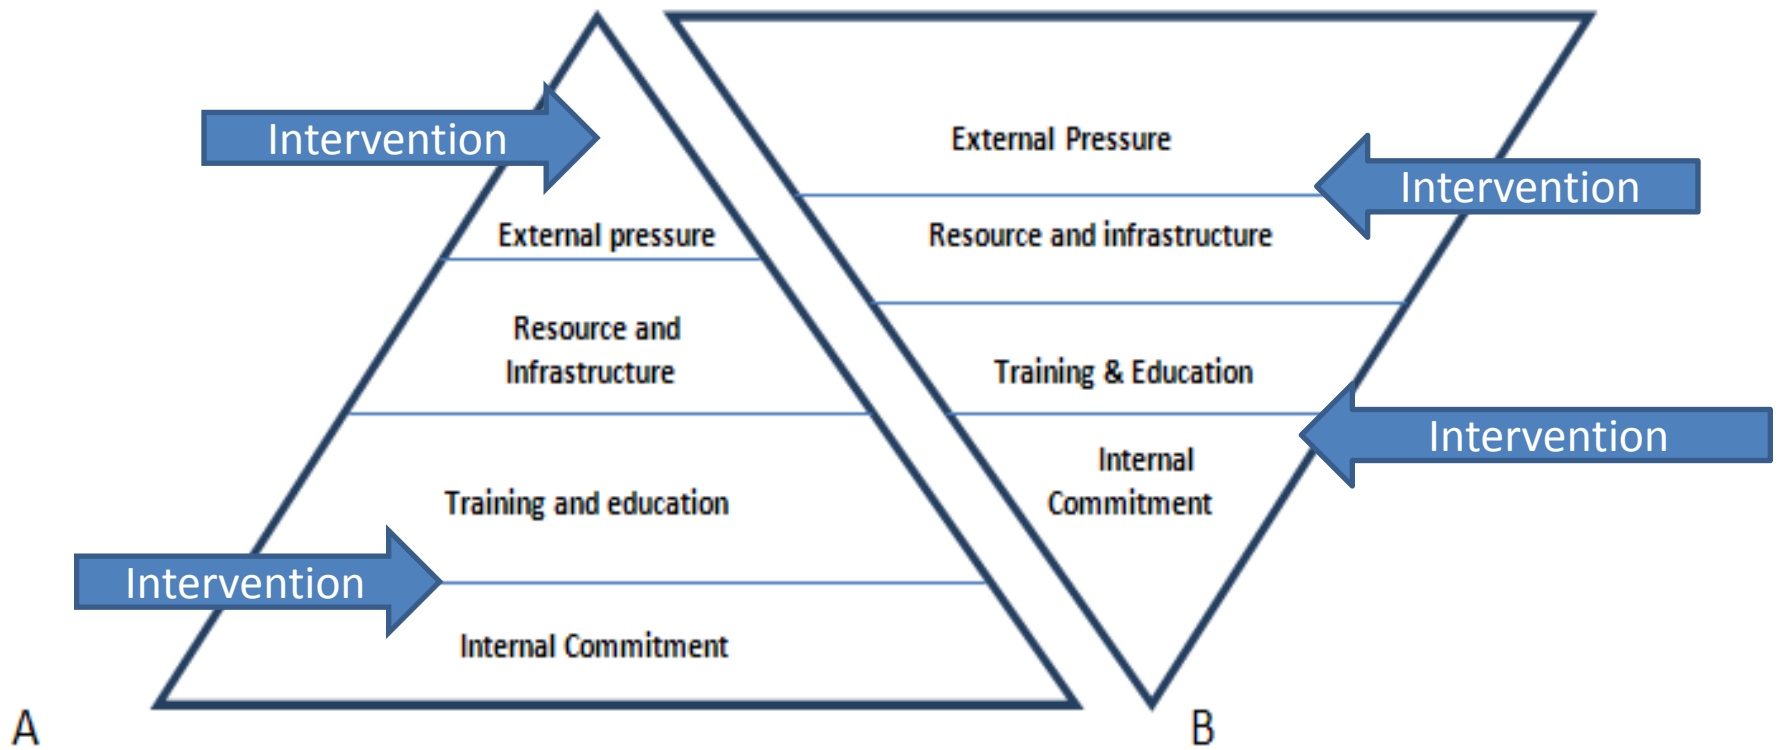 Intervention
External pressure
Resource and
Infrastructure
Training and education
Intervention
Internal Commitment
A
External Pressure
Intervention
Resource and infrastructure
Training & Education
Intervention
Internal
Commitment
B